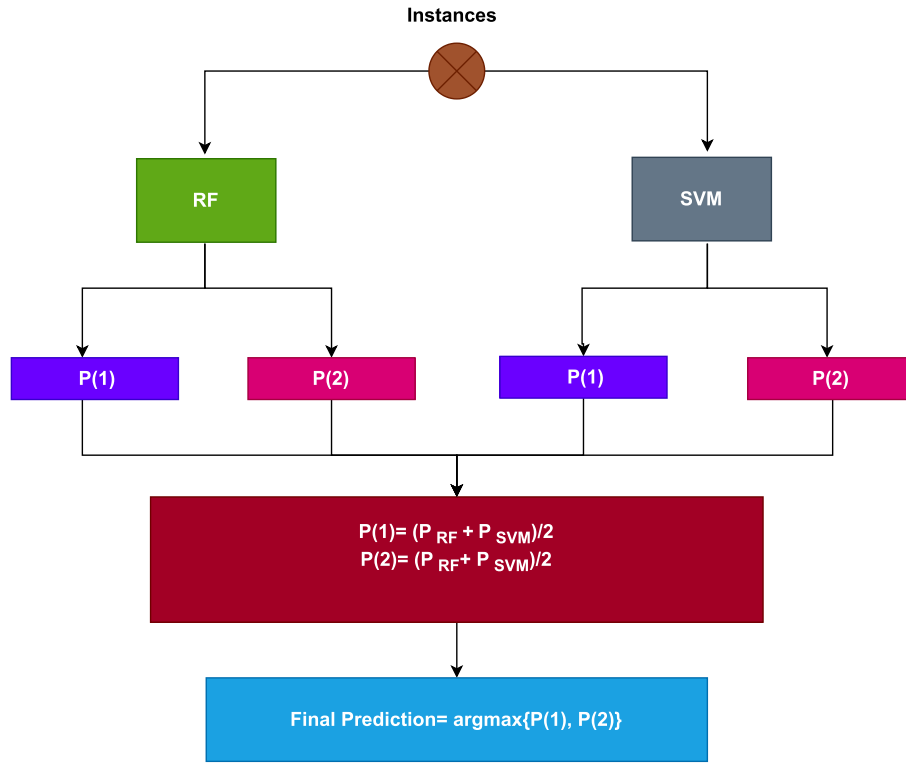 Instances
RF
SVM
P(1)
P(2)
P(1)
P(2)
P(1)= (P RF + P SVM)/2
P(2)= (P RF+ P SVM)/2
Final Prediction= argmax{P(1), P(2)}